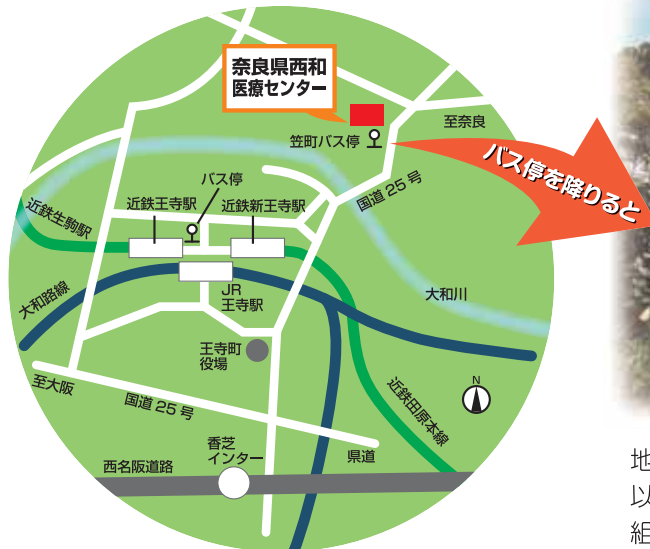 奈良県西和
医療センター
笠町バス停
至奈良
バス停を降りると
国道25号
バス停
近鉄王寺駅
近鉄新王寺駅
近鉄生駒駅
JR
王寺駅
大和路線
大和川
王寺町
役場
至大阪
国道25号
近鉄田原本線
N
香芝
インター
県道
西名阪道路
地
以
組